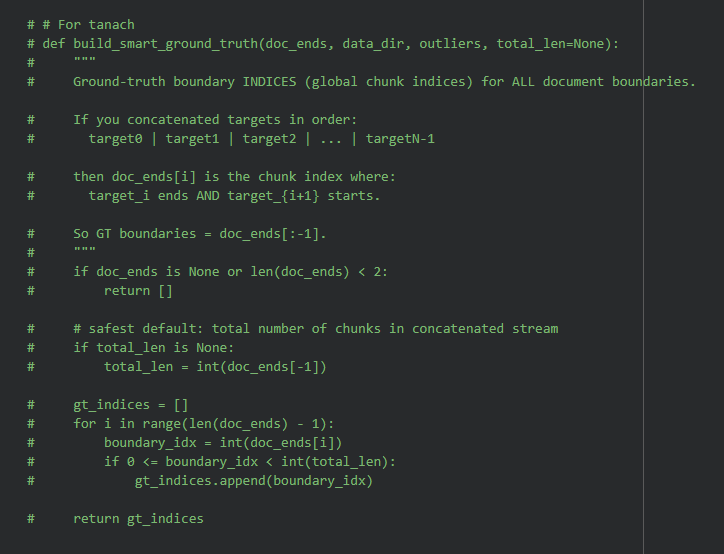 # # For tanach
# def build_smart_ground_truth(doc_ends, data_dir, outliers, total_len=None):
#     """
#     Ground-truth boundary INDICES (global chunk indices) for ALL document boundaries.
#     If you concatenated targets in order:
#       target0 | target1 | target2 | ... | targetN-1
#     then doc_ends[i] is the chunk index where:
#       target_i ends AND target_{i+1} starts.
#     So GT boundaries = doc_ends[:-1].
#     """
#     if doc_ends is None or len(doc_ends) < 2:
#         return []
#     # safest default: total number of chunks in concatenated stream
#     if total_len is None:
#         total_len = int(doc_ends[-1])
#     gt_indices = []
#     for i in range(len(doc_ends) - 1):
#         boundary_idx = int(doc_ends[i])
#         if 0 <= boundary_idx < int(total_len):
#             gt_indices.append(boundary_idx)
#     return gt_indices